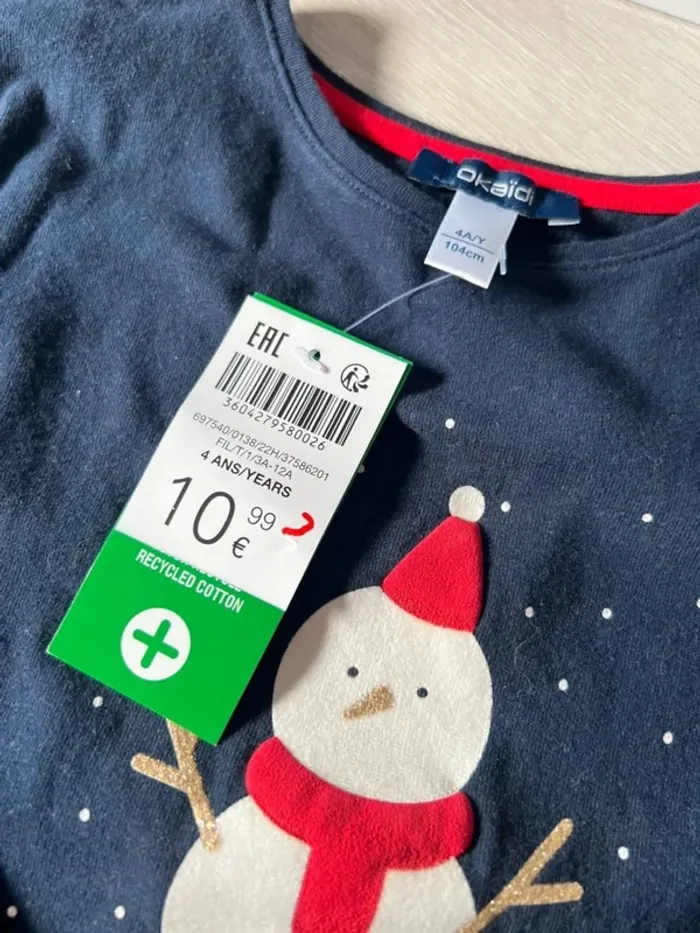 okaïdi
4A/Y
104cm
EAC
3604279580026
697540/0138/22H/37586201
FIL/T/1/3A-12A
4 ANS/YEARS
10 99
€
RECYCLED COTTON